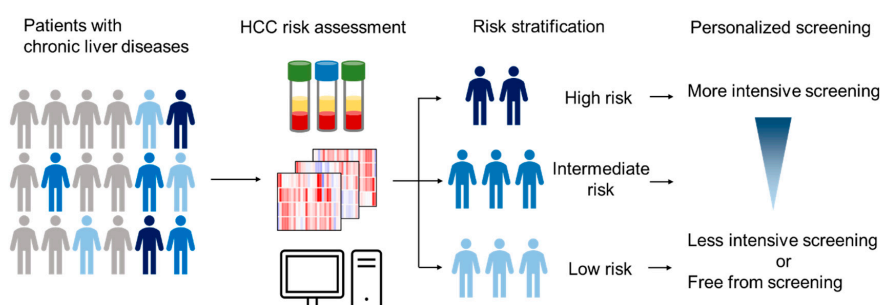 Patients with
chronic liver diseases
HCC risk assessment
Risk stratification
Personalized screening
High risk
More intensive screening
Intermediate
risk
Low risk
Less intensive screening
or
Free from screening